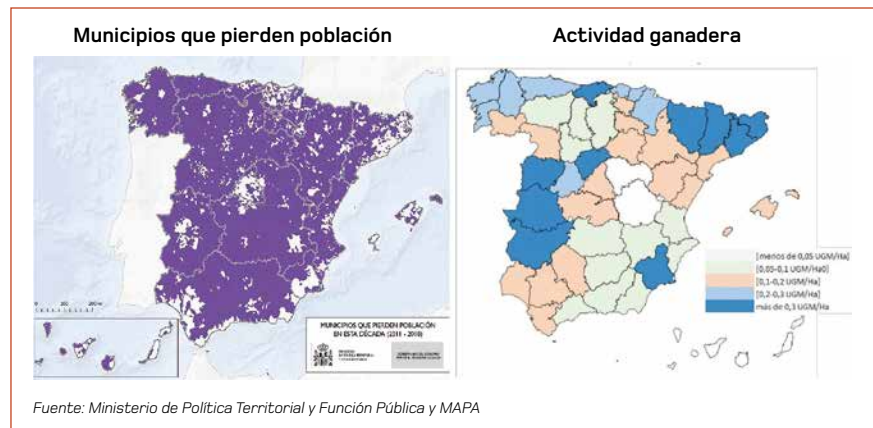 Municipios que pierden población
Actividad ganadera
[menos de 0,05 UGM/Ha]
[0,05-0,1 UGM/Ha0]
[0,1-0,2 UGM/Ha]
[0,2-0,3 UGM/Ha]
más de 0,3 UGM/Ha
MUNICIPIOS QUE PIERDEN POBLACIÓN
EN ESTA DÉCADA (2011 - 2018)
Fuente: Ministerio de Política Territorial y Función Pública y MAPA